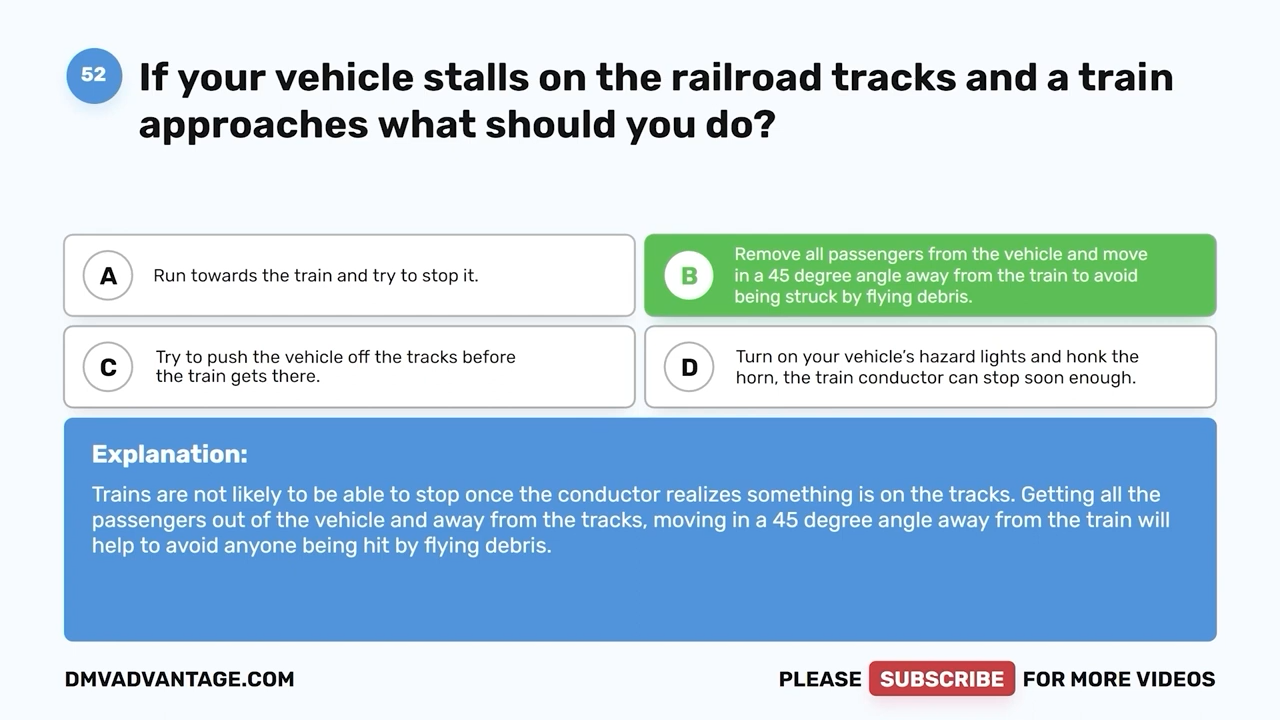 52
If your vehicle stalls on the railroad tracks and a train
approaches what should you do?
A
Run towards the train and try to stop it.
B
Remove all passengers from the vehicle and move
in a 45 degree angle away from the train to avoid
being struck by flying debris.
C
Try to push the vehicle off the tracks before
the train gets there.
D
Turn on your vehicle's hazard lights and honk the
horn, the train conductor can stop soon enough.
Explanation:
Trains are not likely to be able to stop once the conductor realizes something is on the tracks. Getting all the
passengers out of the vehicle and away from the tracks, moving in a 45 degree angle away from the train will
help to avoid anyone being hit by flying debris.
DMVADVANTAGE.COM
PLEASE SUBSCRIBE FOR MORE VIDEOS